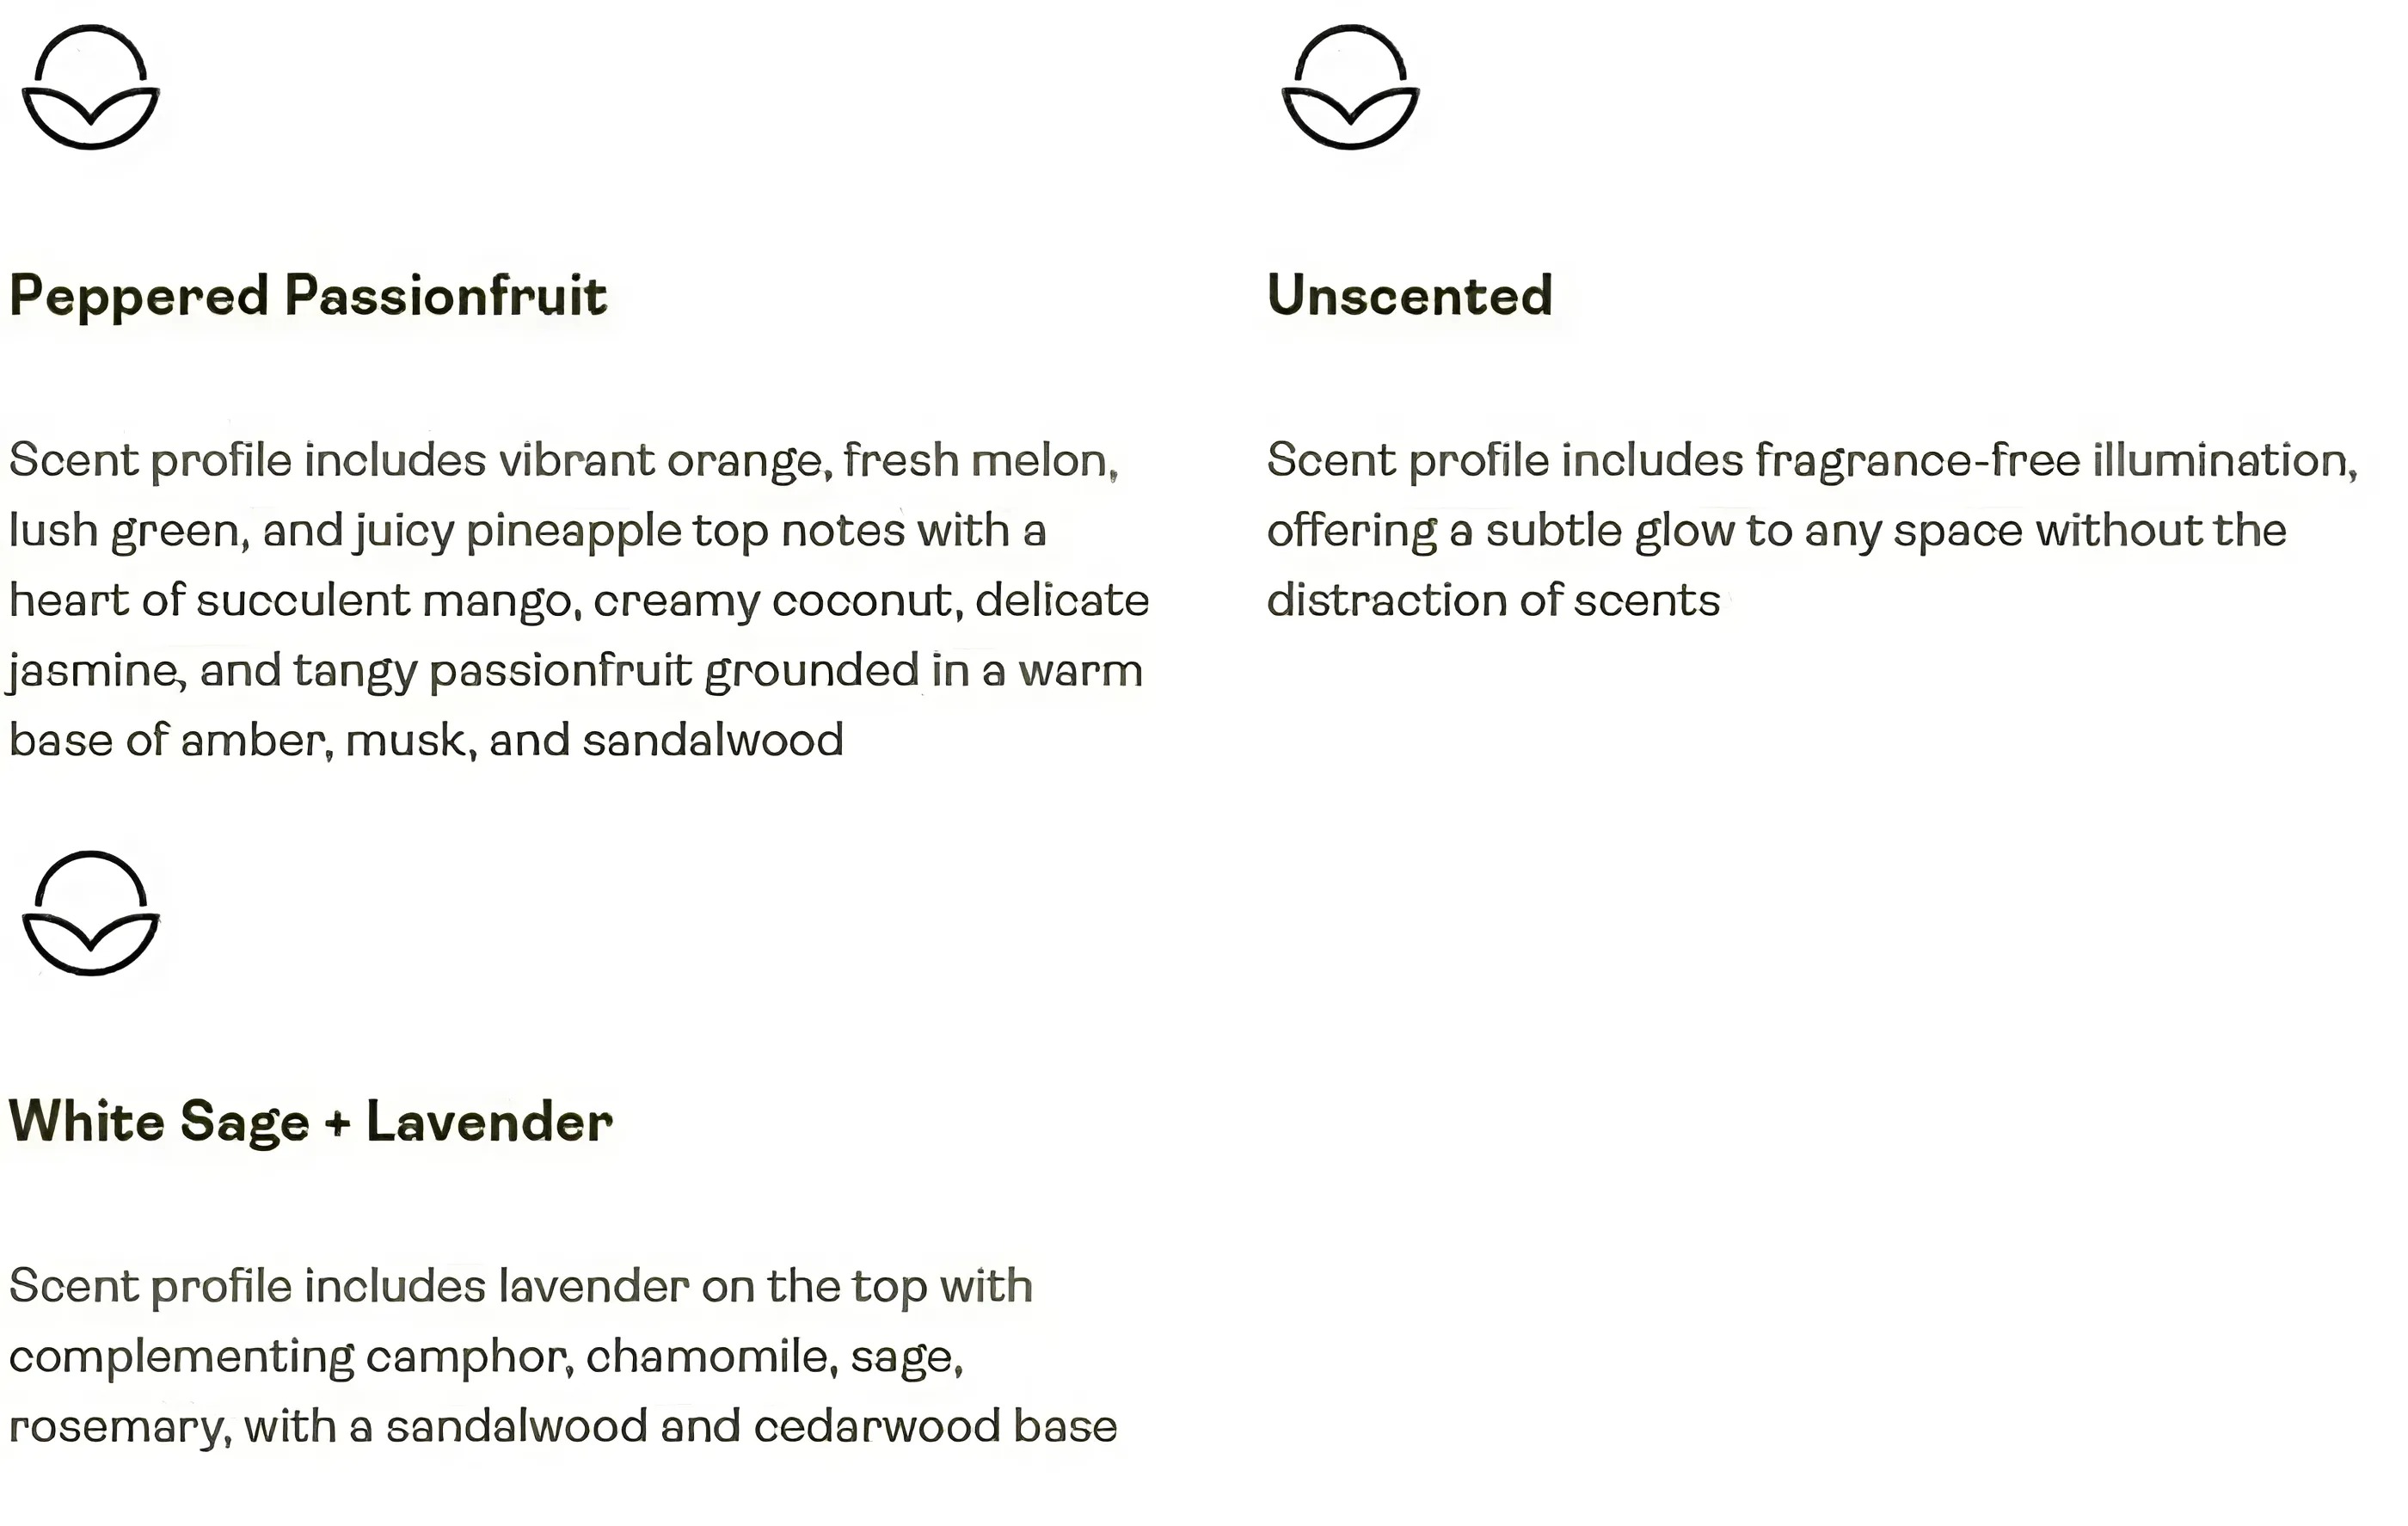 Peppered Passionfruit
Scent profile includes vibrant orange, fresh melon,
lush green, and juicy pineapple top notes with a
heart of succulent mango, creamy coconut, delicate
jasmine, and tangy passionfruit grounded in a warm
base of amber, musk, and sandalwood
Unscented
Scent profile includes fragrance-free illumination,
offering a subtle glow to any space without the
distraction of scents
White Sage + Lavender
Scent profile includes lavender on the top with
complementing camphor, chamomile, sage,
rosemary, with a sandalwood and cedarwood base